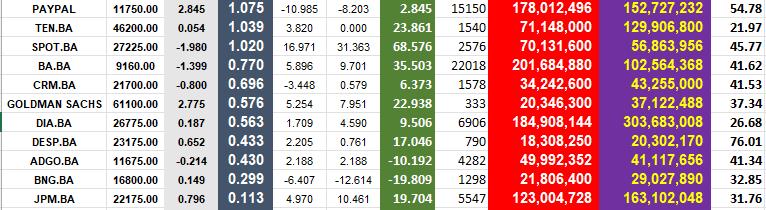 PAYPAL 11750.00 2.845 1.075 -10.985 -8.203 2.845 15150 178,012,496 152,727,232 54.78
TEN.BA 46200.00 0.054 1.039 3.820 0.000 23.861 1540 71,148,000 129,906,800 21.97
SPOT.BA 27225.00 -1.980 1.020 16.971 31.363 68.576 2576 70,131,600 56,863,956 45.77
BA.BA 9160.00 -1.399 0.770 5.896 9.701 35.503 22018 201,684,880 102,564,368 41.62
CRM.BA 21700.00 -0.800 0.696 -3.448 0.579 6.373 1578 34,242,600 43,255,000 41.53
GOLDMAN SACHS 61100.00 2.775 0.576 5.254 7.951 22.938 333 20,346,300 37,122,488 37.34
DIA.BA 26775.00 0.187 0.563 1.709 4.590 9.506 6906 184,908,144 303,683,008 26.68
DESP.BA 23175.00 0.652 0.433 2.205 0.761 17.046 790 18,308,250 20,302,170 76.01
ADGO.BA 11675.00 -0.214 0.430 2.188 2.188 -10.192 4282 49,992,352 41,117,656 41.34
BNG.BA 16800.00 0.149 0.299 -6.407 -12.614 -19.809 1298 21,806,400 29,027,890 32.85
JPM.BA 22175.00 0.796 0.113 4.970 10.461 19.704 5547 123,004,728 163,102,048 31.76